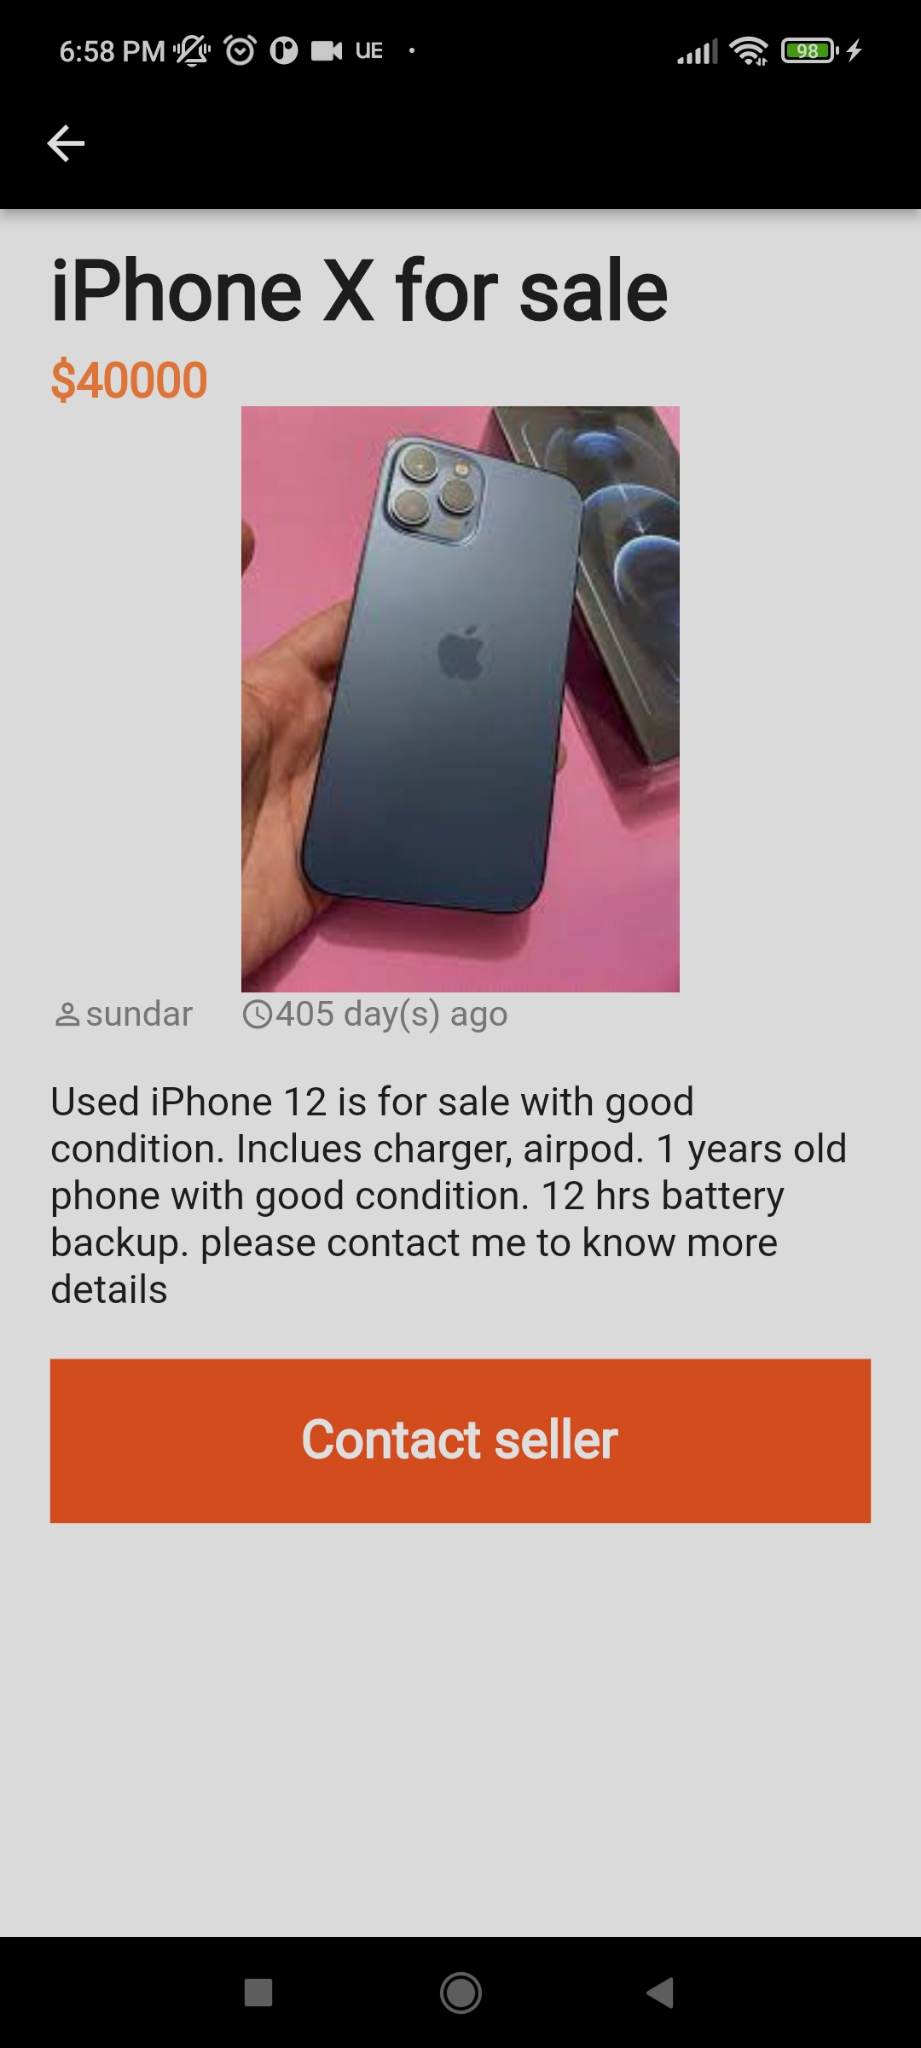 6:58 PM UE
98
iPhone X for sale
$40000
sundar 405 day(s) ago
Used iPhone 12 is for sale with good
condition. Inclues charger, airpod. 1 years old
phone with good condition. 12 hrs battery
backup. please contact me to know more
details
Contact seller